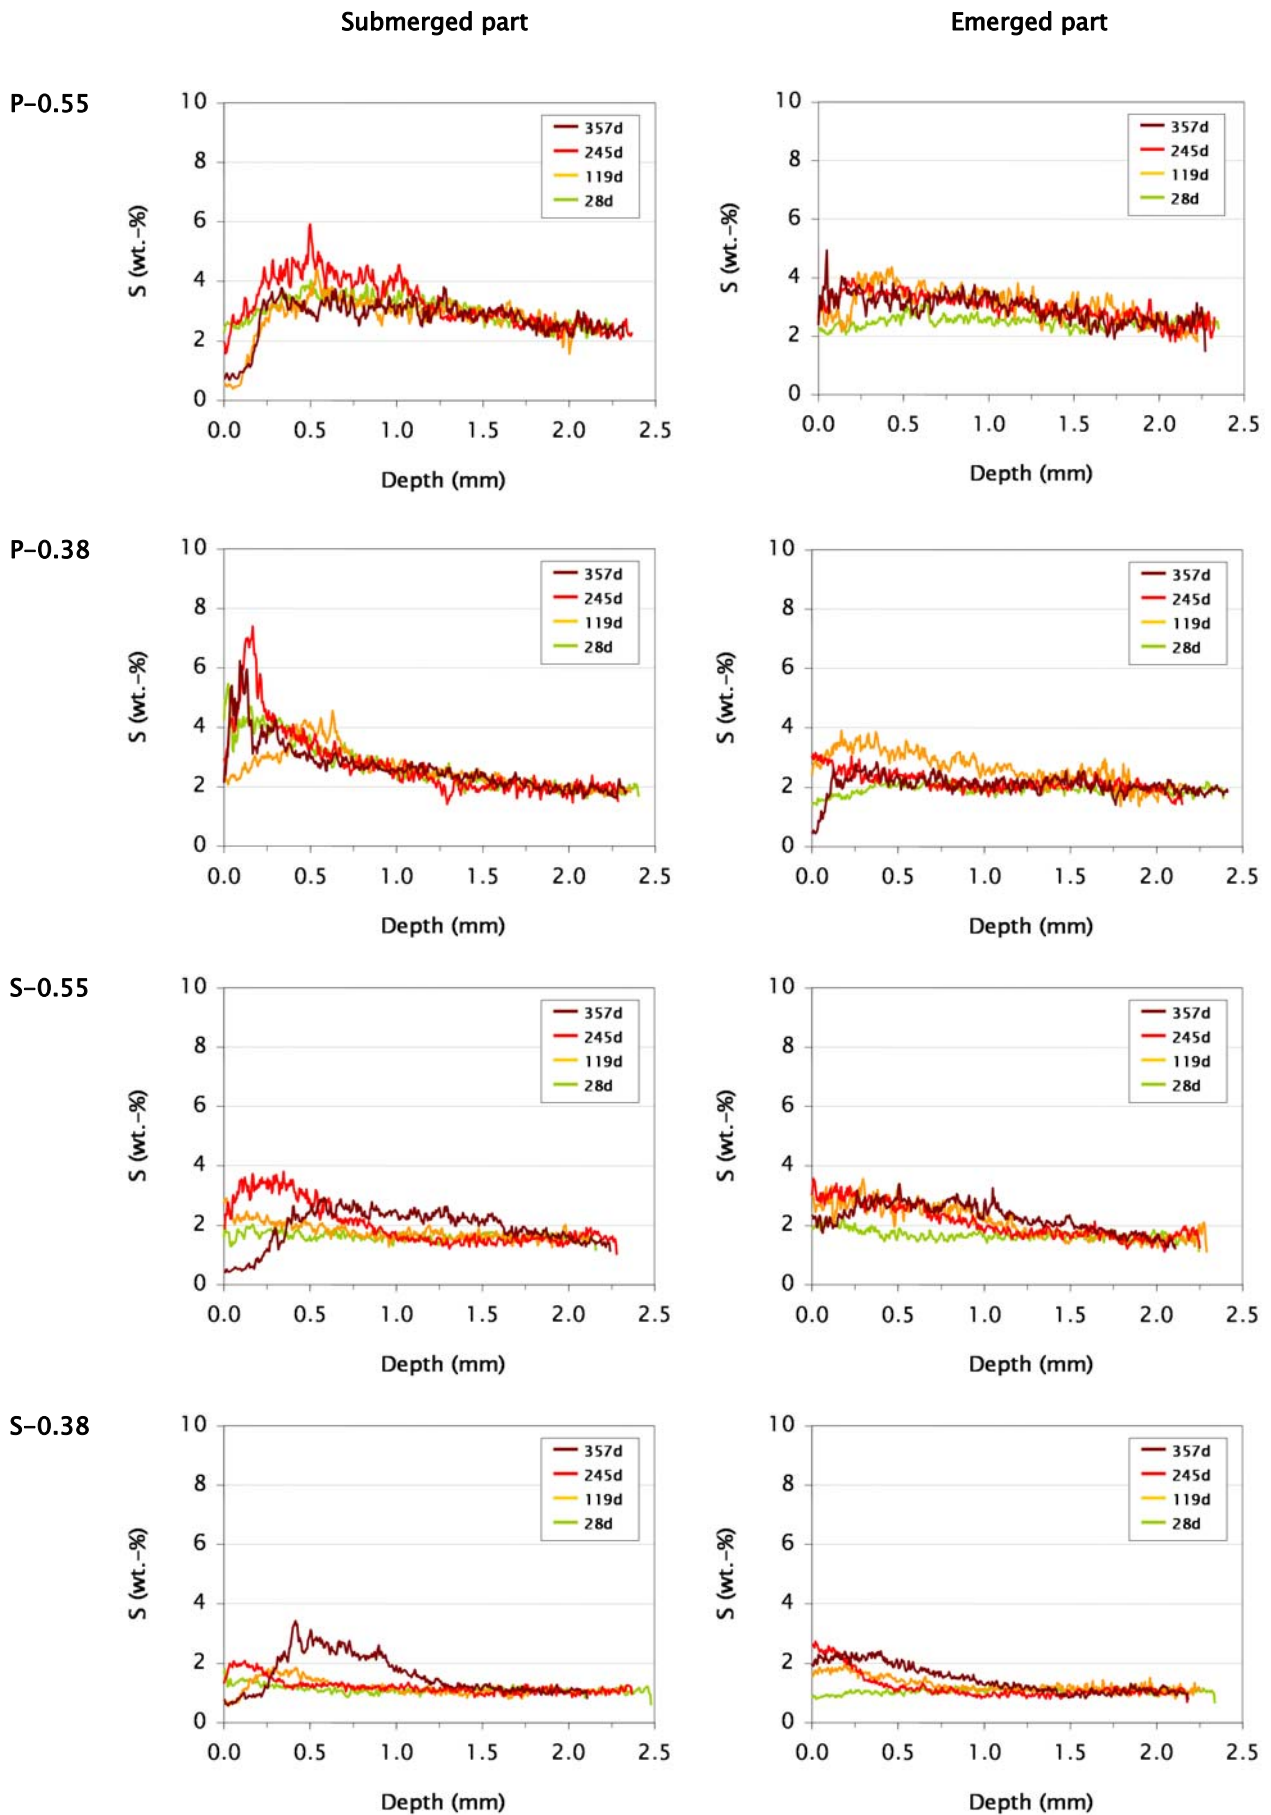 Submerged part
Emerged part
P-0.55
10
8
6
4
2
0
S (wt.-%)
357d
245d
119d
28d
0.0 0.5 1.0 1.5 2.0 2.5
Depth (mm)
10
8
6
4
2
0
S (wt.-%)
357d
245d
119d
28d
0.0 0.5 1.0 1.5 2.0 2.5
Depth (mm)
P-0.38
10
8
6
4
2
0
S (wt.-%)
357d
245d
119d
28d
0.0 0.5 1.0 1.5 2.0 2.5
Depth (mm)
10
8
6
4
2
0
S (wt.-%)
357d
245d
119d
28d
0.0 0.5 1.0 1.5 2.0 2.5
Depth (mm)
S-0.55
10
8
6
4
2
0
S (wt.-%)
357d
245d
119d
28d
0.0 0.5 1.0 1.5 2.0 2.5
Depth (mm)
10
8
6
4
2
0
S (wt.-%)
357d
245d
119d
28d
0.0 0.5 1.0 1.5 2.0 2.5
Depth (mm)
S-0.38
10
8
6
4
2
0
S (wt.-%)
357d
245d
119d
28d
0.0 0.5 1.0 1.5 2.0 2.5
Depth (mm)
10
8
6
4
2
0
S (wt.-%)
357d
245d
119d
28d
0.0 0.5 1.0 1.5 2.0 2.5
Depth (mm)